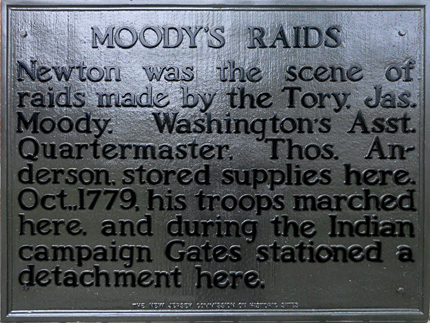 MOODY'S RAIDS
Newton was the scene of
raids made by the Tory, Jas.
Moody. Washington's Asst.
Quartermaster, Thos. An-
derson, stored supplies here.
Oct.,1779, his troops marched
here, and during the Indian
campaign Gates stationed a
detachment here.
THE NEW JERSEY COMMISSION ON HISTORIC SITES